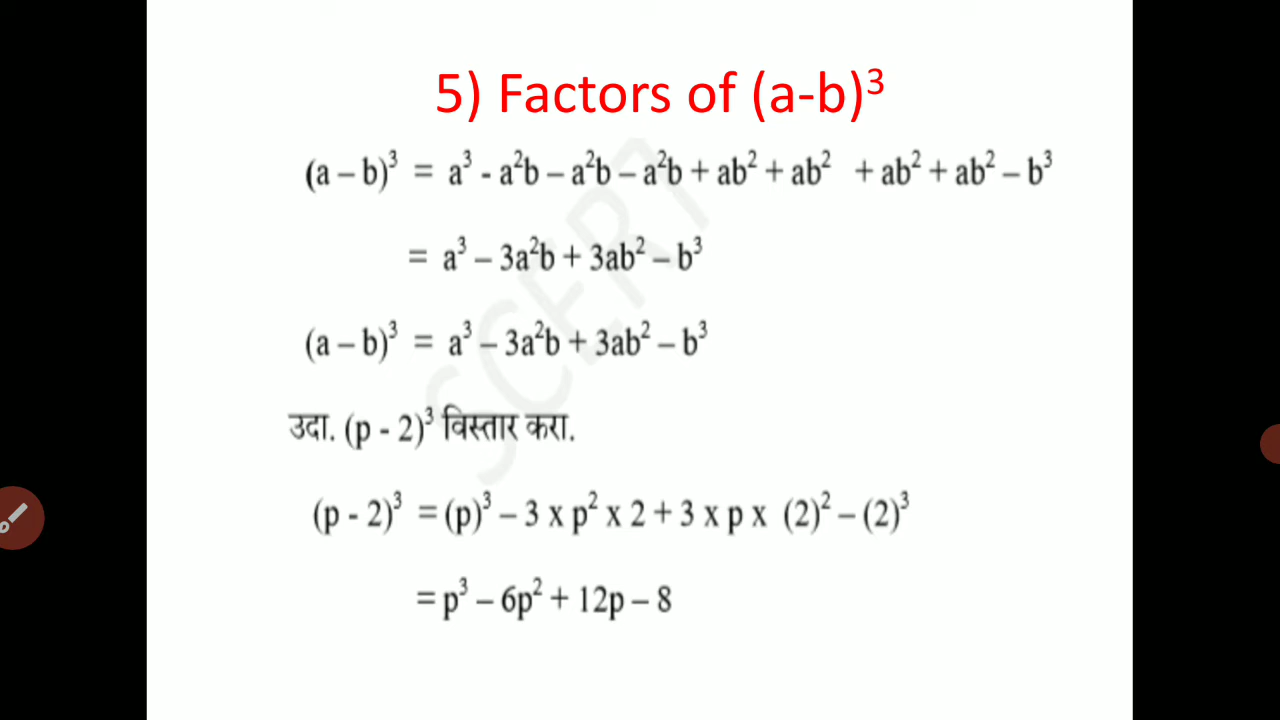 5) Factors of (a-b)³
(a – b)³ = a³ - a²b – a²b – a²b + ab² + ab² + ab² + ab² – b³
= a³ – 3a²b + 3ab² – b³
(a – b)³ = a³ – 3a²b + 3ab² – b³
उदा. (p - 2)³ विस्तार करा.
(p - 2)³ = (p)³ – 3 x p² x 2 + 3 x p x (2)² – (2)³
= p³ – 6p² + 12p – 8
SCERT